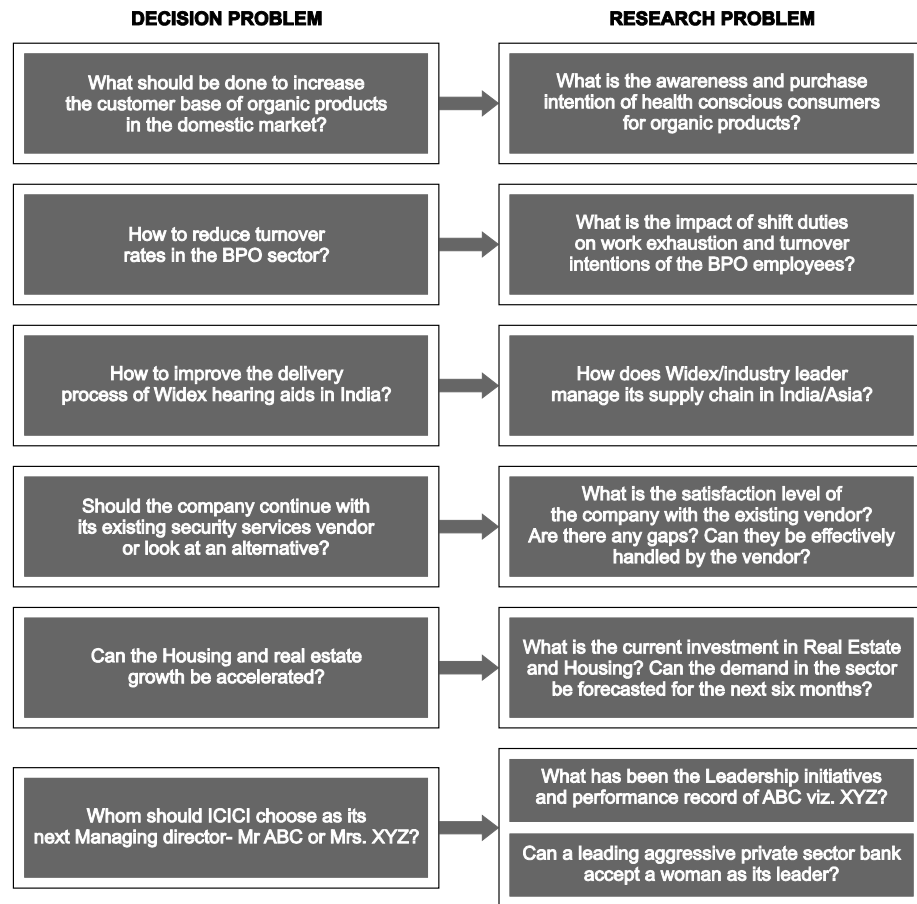 DECISION PROBLEM
RESEARCH PROBLEM
What should be done to increase
the customer base of organic products
in the domestic market?
What is the awareness and purchase
intention of health conscious consumers
for organic products?
How to reduce turnover
rates in the BPO sector?
What is the impact of shift duties
on work exhaustion and turnover
intentions of the BPO employees?
How to improve the delivery
process of Widex hearing aids in India?
How does Widex/industry leader
manage its supply chain in India/Asia?
Should the company continue with
its existing security services vendor
or look at an alternative?
What is the satisfaction level of
the company with the existing vendor?
Are there any gaps? Can they be effectively
handled by the vendor?
Can the Housing and real estate
growth be accelerated?
What is the current investment in Real Estate
and Housing? Can the demand in the sector
be forecasted for the next six months?
Whom should ICICI choose as its
next Managing director- Mr ABC or Mrs. XYZ?
What has been the Leadership initiatives
and performance record of ABC viz. XYZ?
Can a leading aggressive private sector bank
accept a woman as its leader?